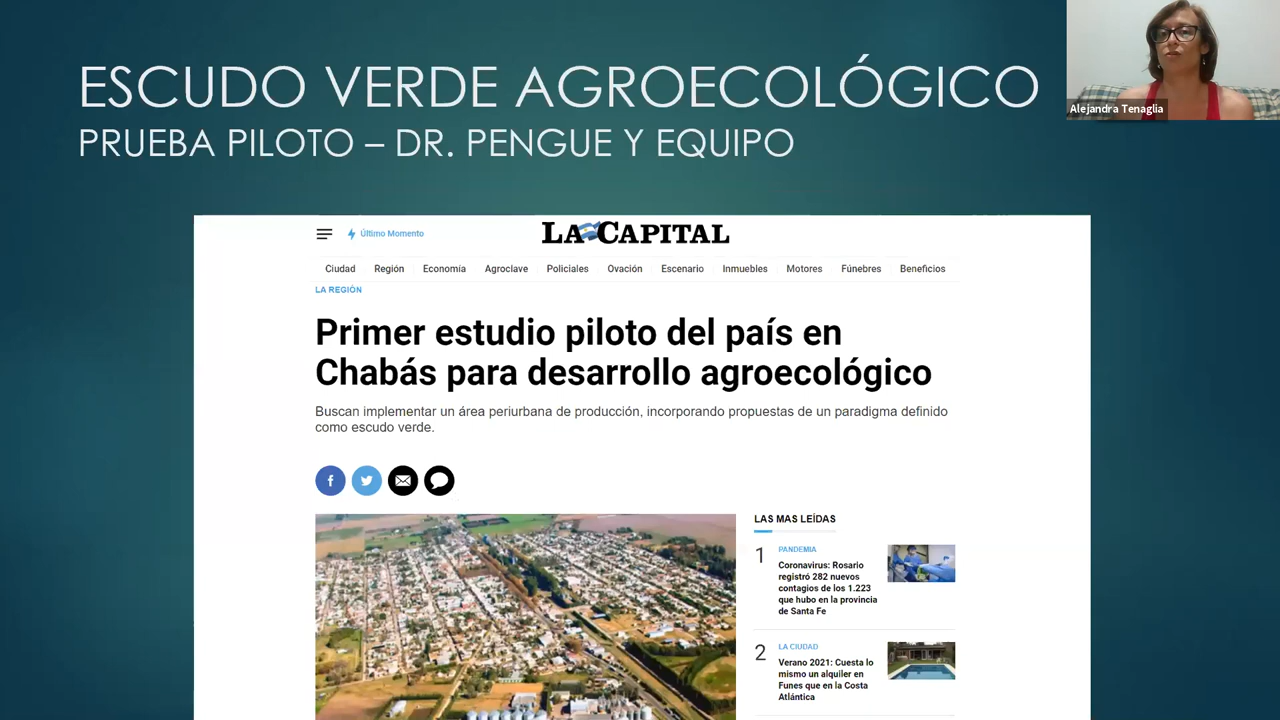 ESCUDO VERDE AGROECOLÓGICO
PRUEBA PILOTO – DR. PENGUE Y EQUIPO
Alejandra Tenaglia
Último Momento
LA CAPITAL
Ciudad Región Economía Agroclave Policiales Ovación Escenario Inmuebles Motores Fúnebres Beneficios
LA REGIÓN
Primer estudio piloto del país en
Chabás para desarrollo agroecológico
Buscan implementar un área periurbana de producción, incorporando propuestas de un paradigma definido
como escudo verde.
LAS MAS LEÍDAS
1
PANDEMIA
Coronavirus: Rosario
registró 282 nuevos
contagios de los 1.223
que hubo en la provincia
de Santa Fe
2
LA CIUDAD
Verano 2021: Cuesta lo
mismo un alquiler en
Funes que en la Costa
Atlántica